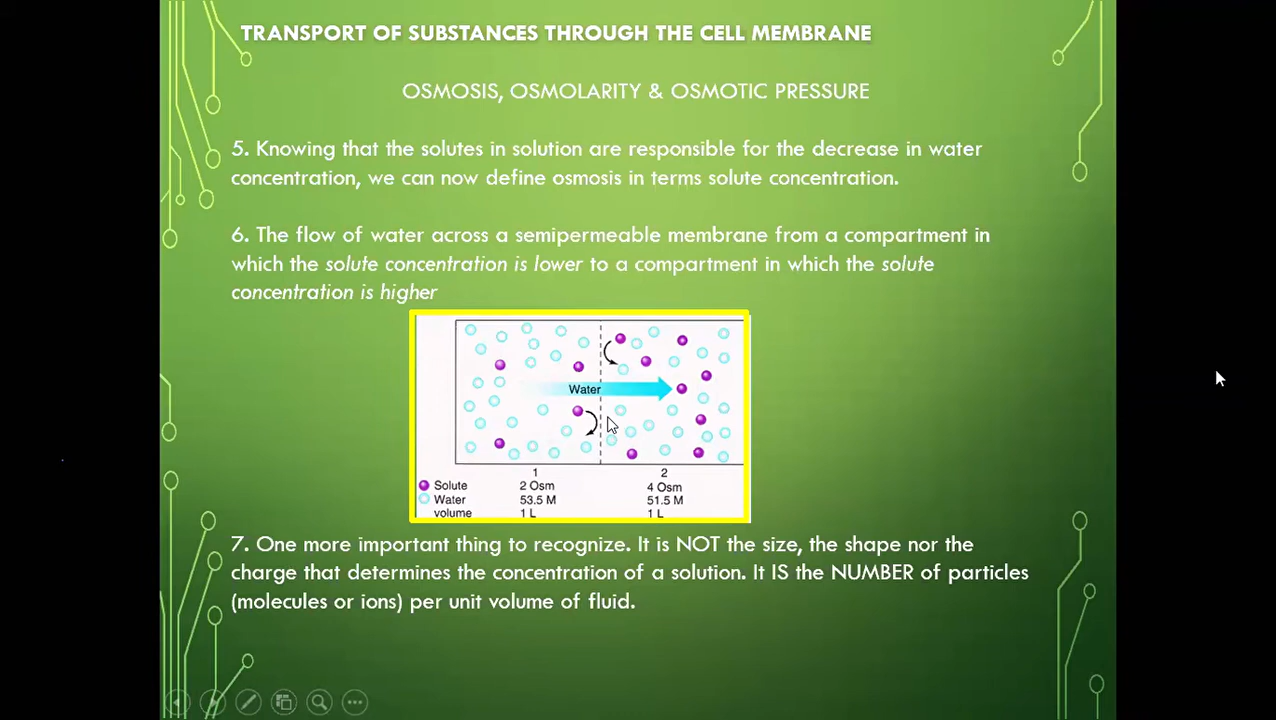 TRANSPORT OF SUBSTANCES THROUGH THE CELL MEMBRANE
OSMOSIS, OSMOLARITY & OSMOTIC PRESSURE
5. Knowing that the solutes in solution are responsible for the decrease in water
concentration, we can now define osmosis in terms solute concentration.
6. The flow of water across a semipermeable membrane from a compartment in
which the solute concentration is lower to a compartment in which the solute
concentration is higher
Water
1 2
Solute 2 Osm 4 Osm
Water 53.5 M 51.5 M
volume 1 L 1 L
7. One more important thing to recognize. It is NOT the size, the shape nor the
charge that determines the concentration of a solution. It IS the NUMBER of particles
(molecules or ions) per unit volume of fluid.